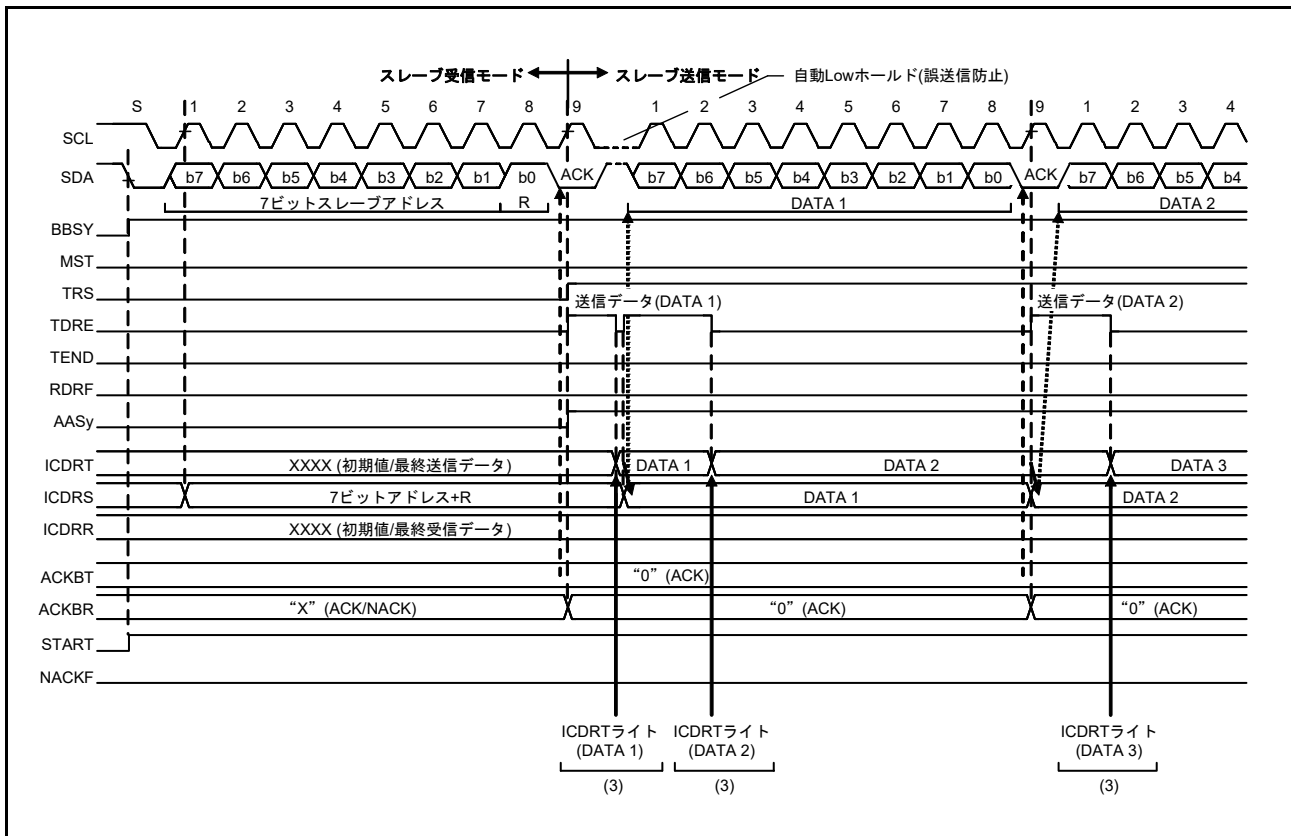 スレーブ受信モード スレーブ送信モード 自動Lowホールド(誤送信防止)
S 1 2 3 4 5 6 7 8 9 1 2 3 4 5 6 7 8 9 1 2 3 4
SCL
SDA b7 b6 b5 b4 b3 b2 b1 b0 ACK b7 b6 b5 b4 b3 b2 b1 b0 ACK b7 b6 b5 b4
7ビットスレーブアドレス R DATA 1 DATA 2
BBSY
MST
TRS
送信データ(DATA 1) 送信データ(DATA 2)
TDRE
TEND
RDRF
AASy
ICDRT XXXX (初期値/最終送信データ) DATA 1 DATA 2 DATA 3
ICDRS 7ビットアドレス+R DATA 1 DATA 2
ICDRR XXXX (初期値/最終受信データ)
ACKBT “0” (ACK)
ACKBR “X” (ACK/NACK) “0” (ACK) “0” (ACK)
START
NACKF
ICDRTライト ICDRTライト ICDRTライト
(DATA 1) (DATA 2) (DATA 3)
(3) (3) (3)